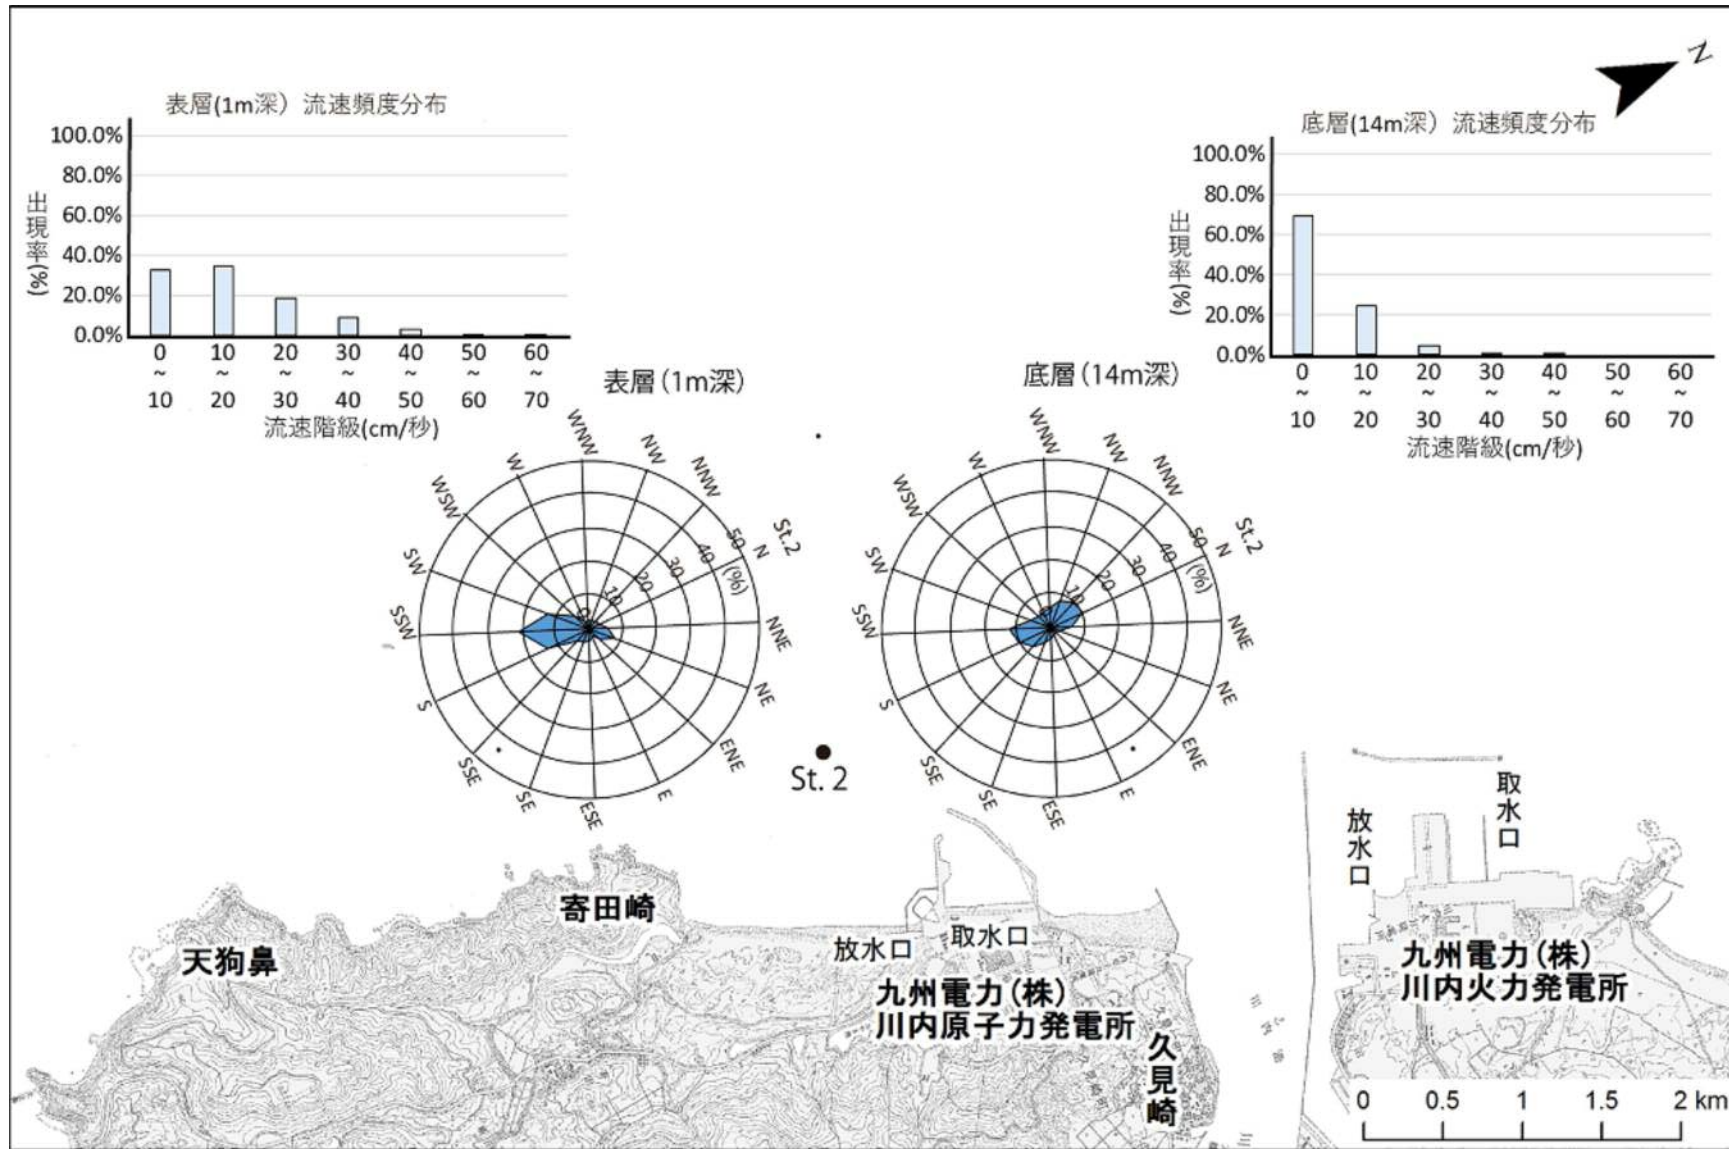 N
表層(1m深) 流速頻度分布
100.0%
80.0%
60.0%
40.0%
20.0%
0.0%
出現率(%)
0~10
10~20
20~30
30~40
40~50
50~60
60~70
流速階級(cm/秒)
底層(14m深) 流速頻度分布
100.0%
80.0%
60.0%
40.0%
20.0%
0.0%
出現率(%)
0~10
10~20
20~30
30~40
40~50
50~60
60~70
流速階級(cm/秒)
表層(1m深)
St.2
WNW
NW
NNW
N
NNE
NE
ENE
E
ESE
SE
SSE
S
SSW
SW
WSW
W
0
10
20
30
40
50
(%)
底層(14m深)
St.2
WNW
NW
NNW
N
NNE
NE
ENE
E
ESE
SE
SSE
S
SSW
SW
WSW
W
0
10
20
30
40
50
(%)
St. 2
天狗鼻
寄田崎
放水口
取水口
九州電力(株)
川内原子力発電所
久見崎
放水口
取水口
九州電力(株)
川内火力発電所
0 0.5 1 1.5 2 km